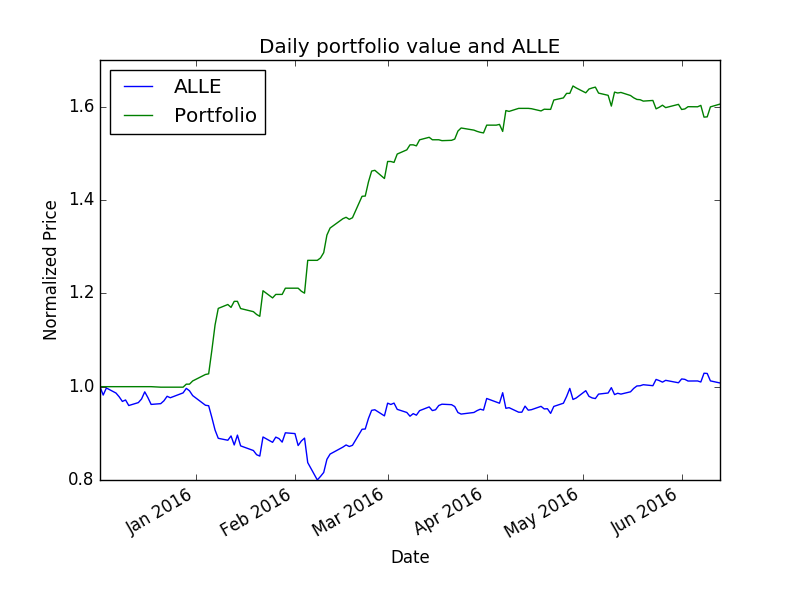 Daily portfolio value and ALLE
ALLE
Portfolio
1.6
1.4
1.2
1.0
0.8
Normalized Price
Jan 2016
Feb 2016
Mar 2016
Apr 2016
May 2016
Jun 2016
Date